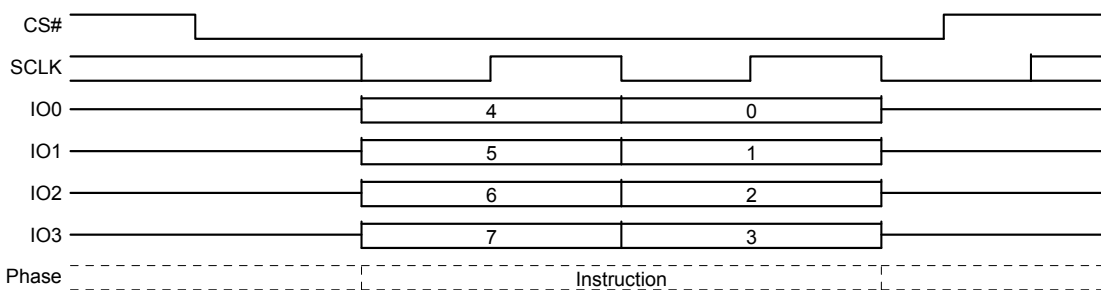 CS#
SCLK
IO0 4 0
IO1 5 1
IO2 6 2
IO3 7 3
Phase Instruction